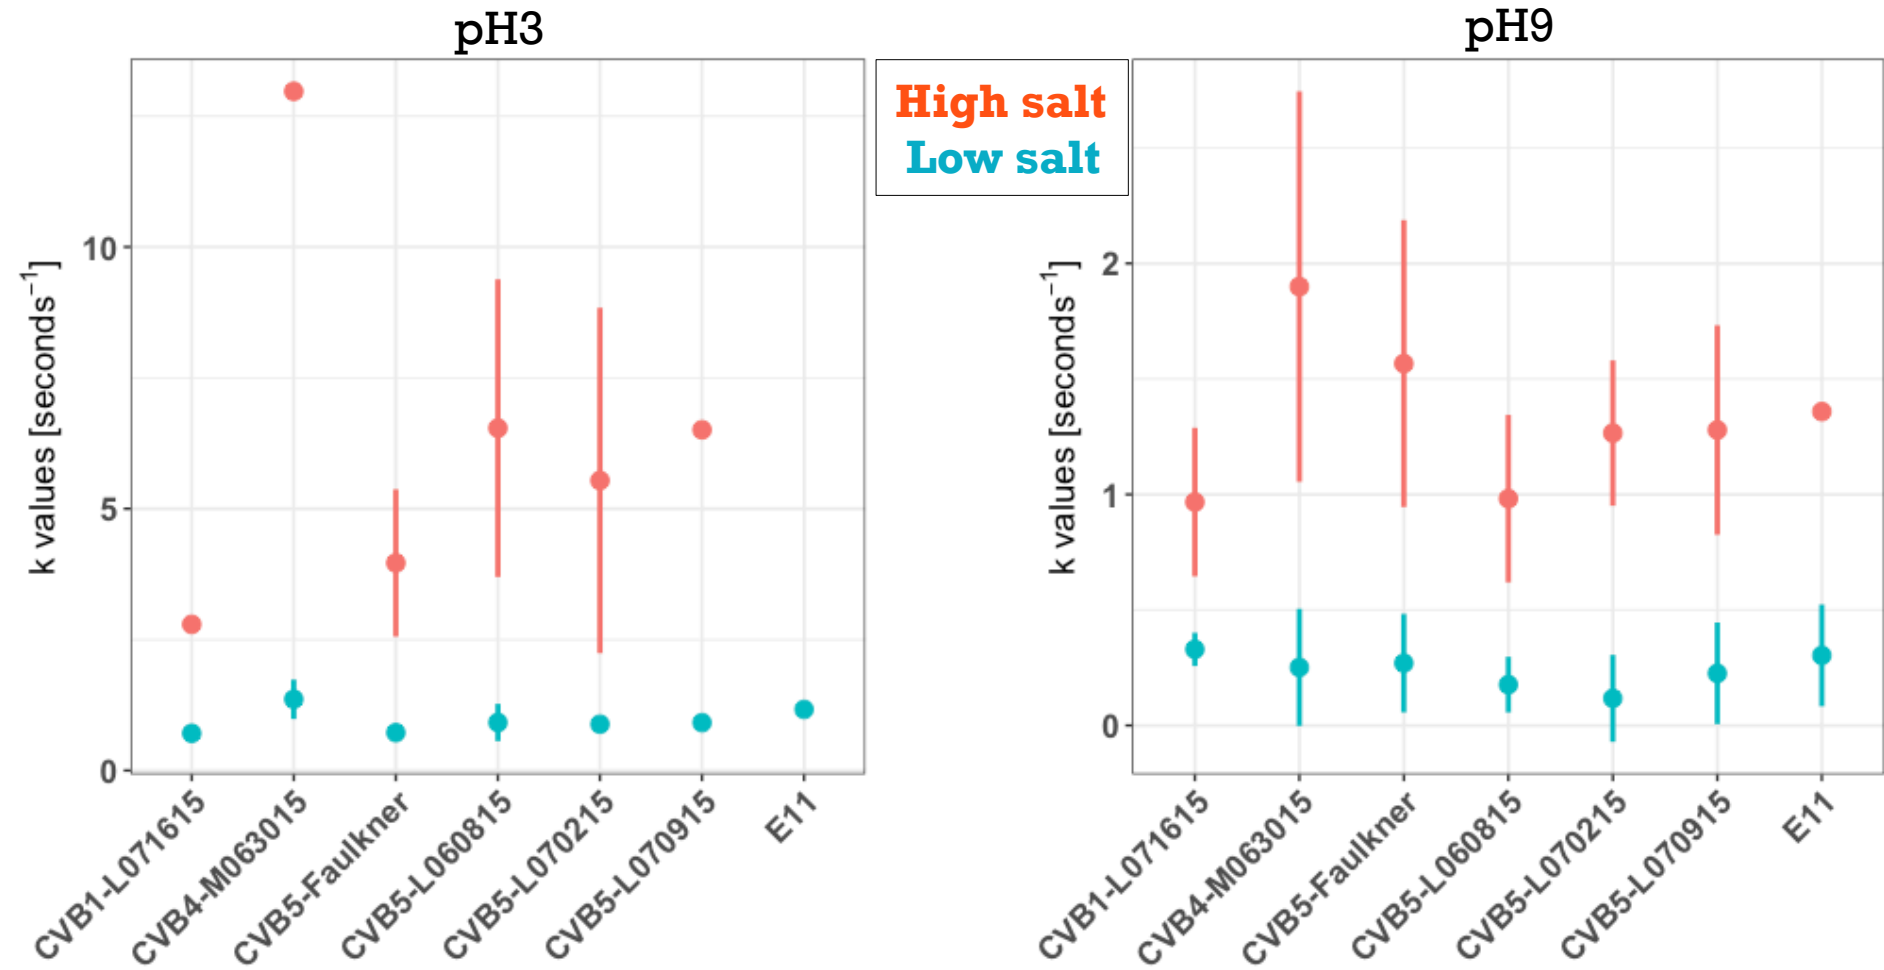 pH3
pH9
High salt
Low salt
k values [seconds⁻¹]
10
5
0
CVB1-L071615
CVB4-M063015
CVB5-Faulkner
CVB5-L060815
CVB5-L070215
CVB5-L070915
E11
k values [seconds⁻¹]
2
1
0
CVB1-L071615
CVB4-M063015
CVB5-Faulkner
CVB5-L060815
CVB5-L070215
CVB5-L070915
E11